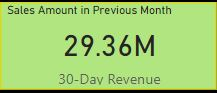 Sales Amount in Previous Month
29.36M
30-Day Revenue